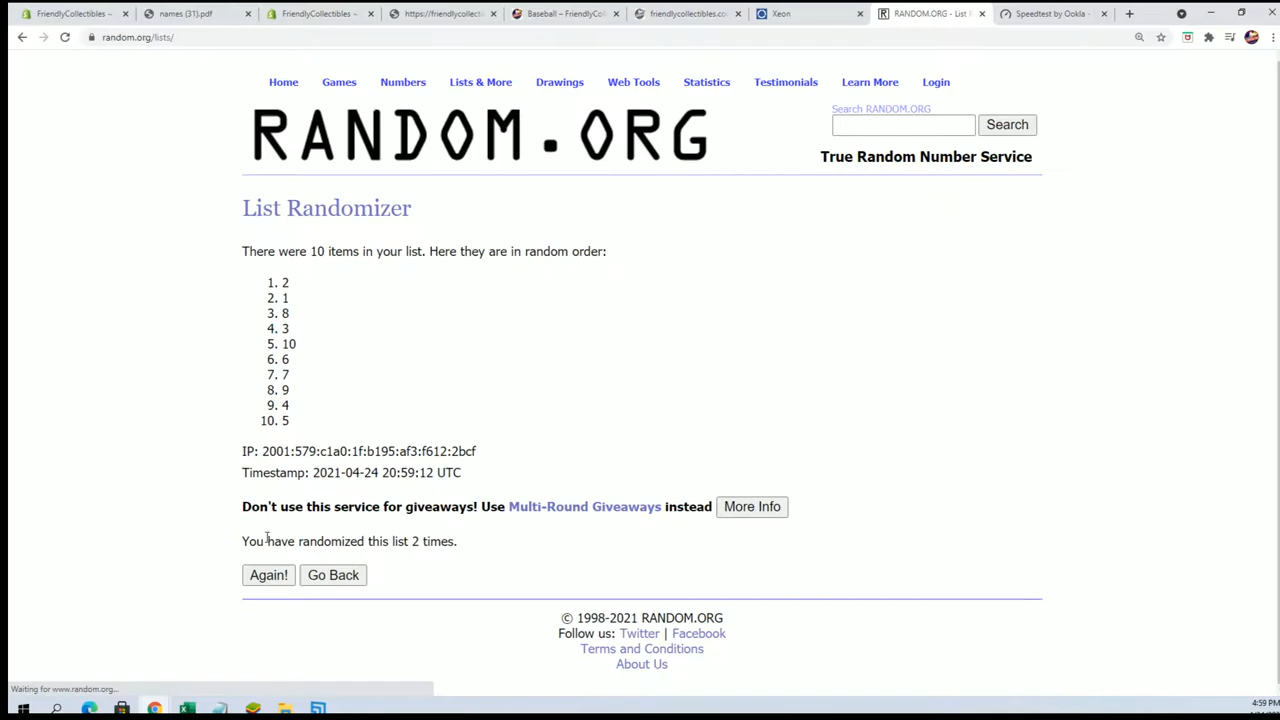 FriendlyCollectibles –
names (31).pdf
FriendlyCollectibles –
https://friendlycollecti
Baseball – FriendlyCol
friendlycollectibles.co
Xeon
RANDOM.ORG - List R
Speedtest by Ookla -
random.org/lists/
Home Games Numbers Lists & More Drawings Web Tools Statistics Testimonials Learn More Login
RANDOM.ORG
Search RANDOM.ORG
Search
True Random Number Service
List Randomizer
There were 10 items in your list. Here they are in random order:
1. 2
2. 1
3. 8
4. 3
5. 10
6. 6
7. 7
8. 9
9. 4
10. 5
IP: 2001:579:c1a0:1f:b195:af3:f612:2bcf
Timestamp: 2021-04-24 20:59:12 UTC
Don't use this service for giveaways! Use Multi-Round Giveaways instead More Info
You have randomized this list 2 times.
Again! Go Back
© 1998-2021 RANDOM.ORG
Follow us: Twitter | Facebook
Terms and Conditions
About Us
Waiting for www.random.org...
4:59 PM